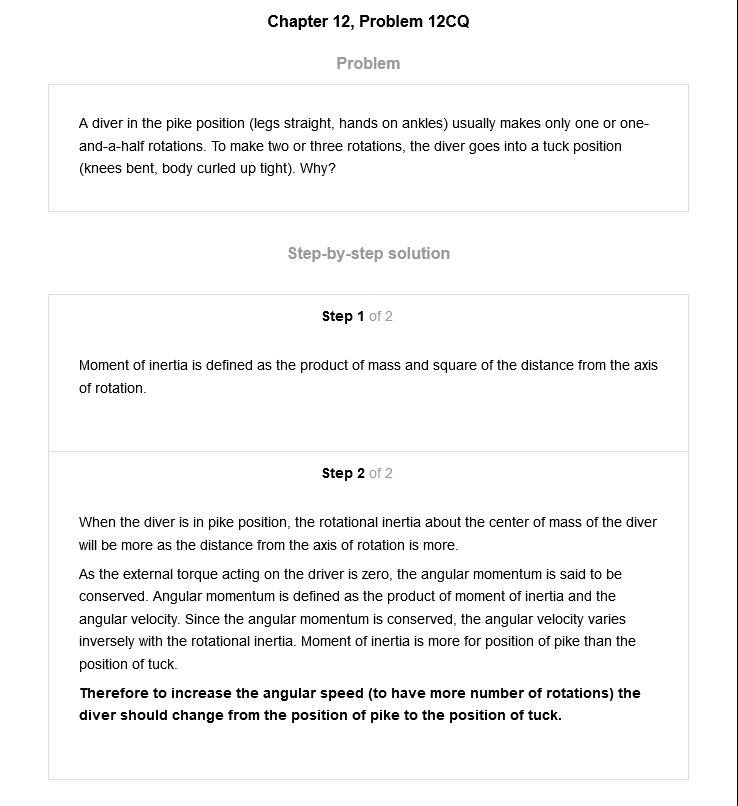 Chapter 12, Problem 12CQ
Problem
A diver in the pike position (legs straight, hands on ankles) usually makes only one or one-
and-a-half rotations. To make two or three rotations, the diver goes into a tuck position
(knees bent, body curled up tight). Why?
Step-by-step solution
Step 1 of 2
Moment of inertia is defined as the product of mass and square of the distance from the axis
of rotation.
Step 2 of 2
When the diver is in pike position, the rotational inertia about the center of mass of the diver
will be more as the distance from the axis of rotation is more.
As the external torque acting on the driver is zero, the angular momentum is said to be
conserved. Angular momentum is defined as the product of moment of inertia and the
angular velocity. Since the angular momentum is conserved, the angular velocity varies
inversely with the rotational inertia. Moment of inertia is more for position of pike than the
position of tuck.
Therefore to increase the angular speed (to have more number of rotations) the
diver should change from the position of pike to the position of tuck.